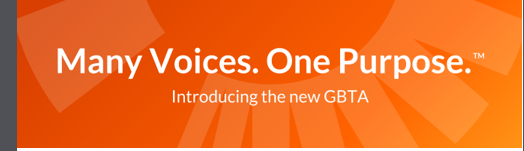 Many Voices. One Purpose.™
Introducing the new GBTA